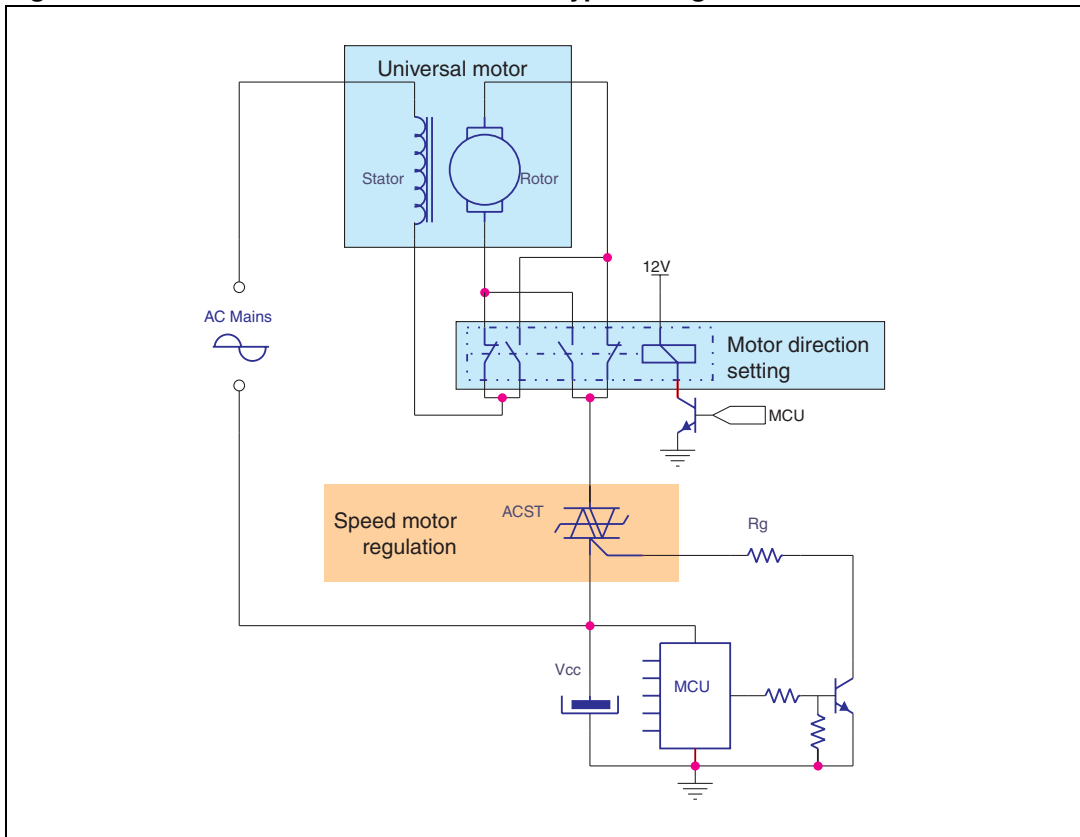 Universal motor
Stator
Rotor
12V
AC Mains
Motor direction
setting
MCU
ACST
Speed motor
regulation
Rg
Vcc
MCU